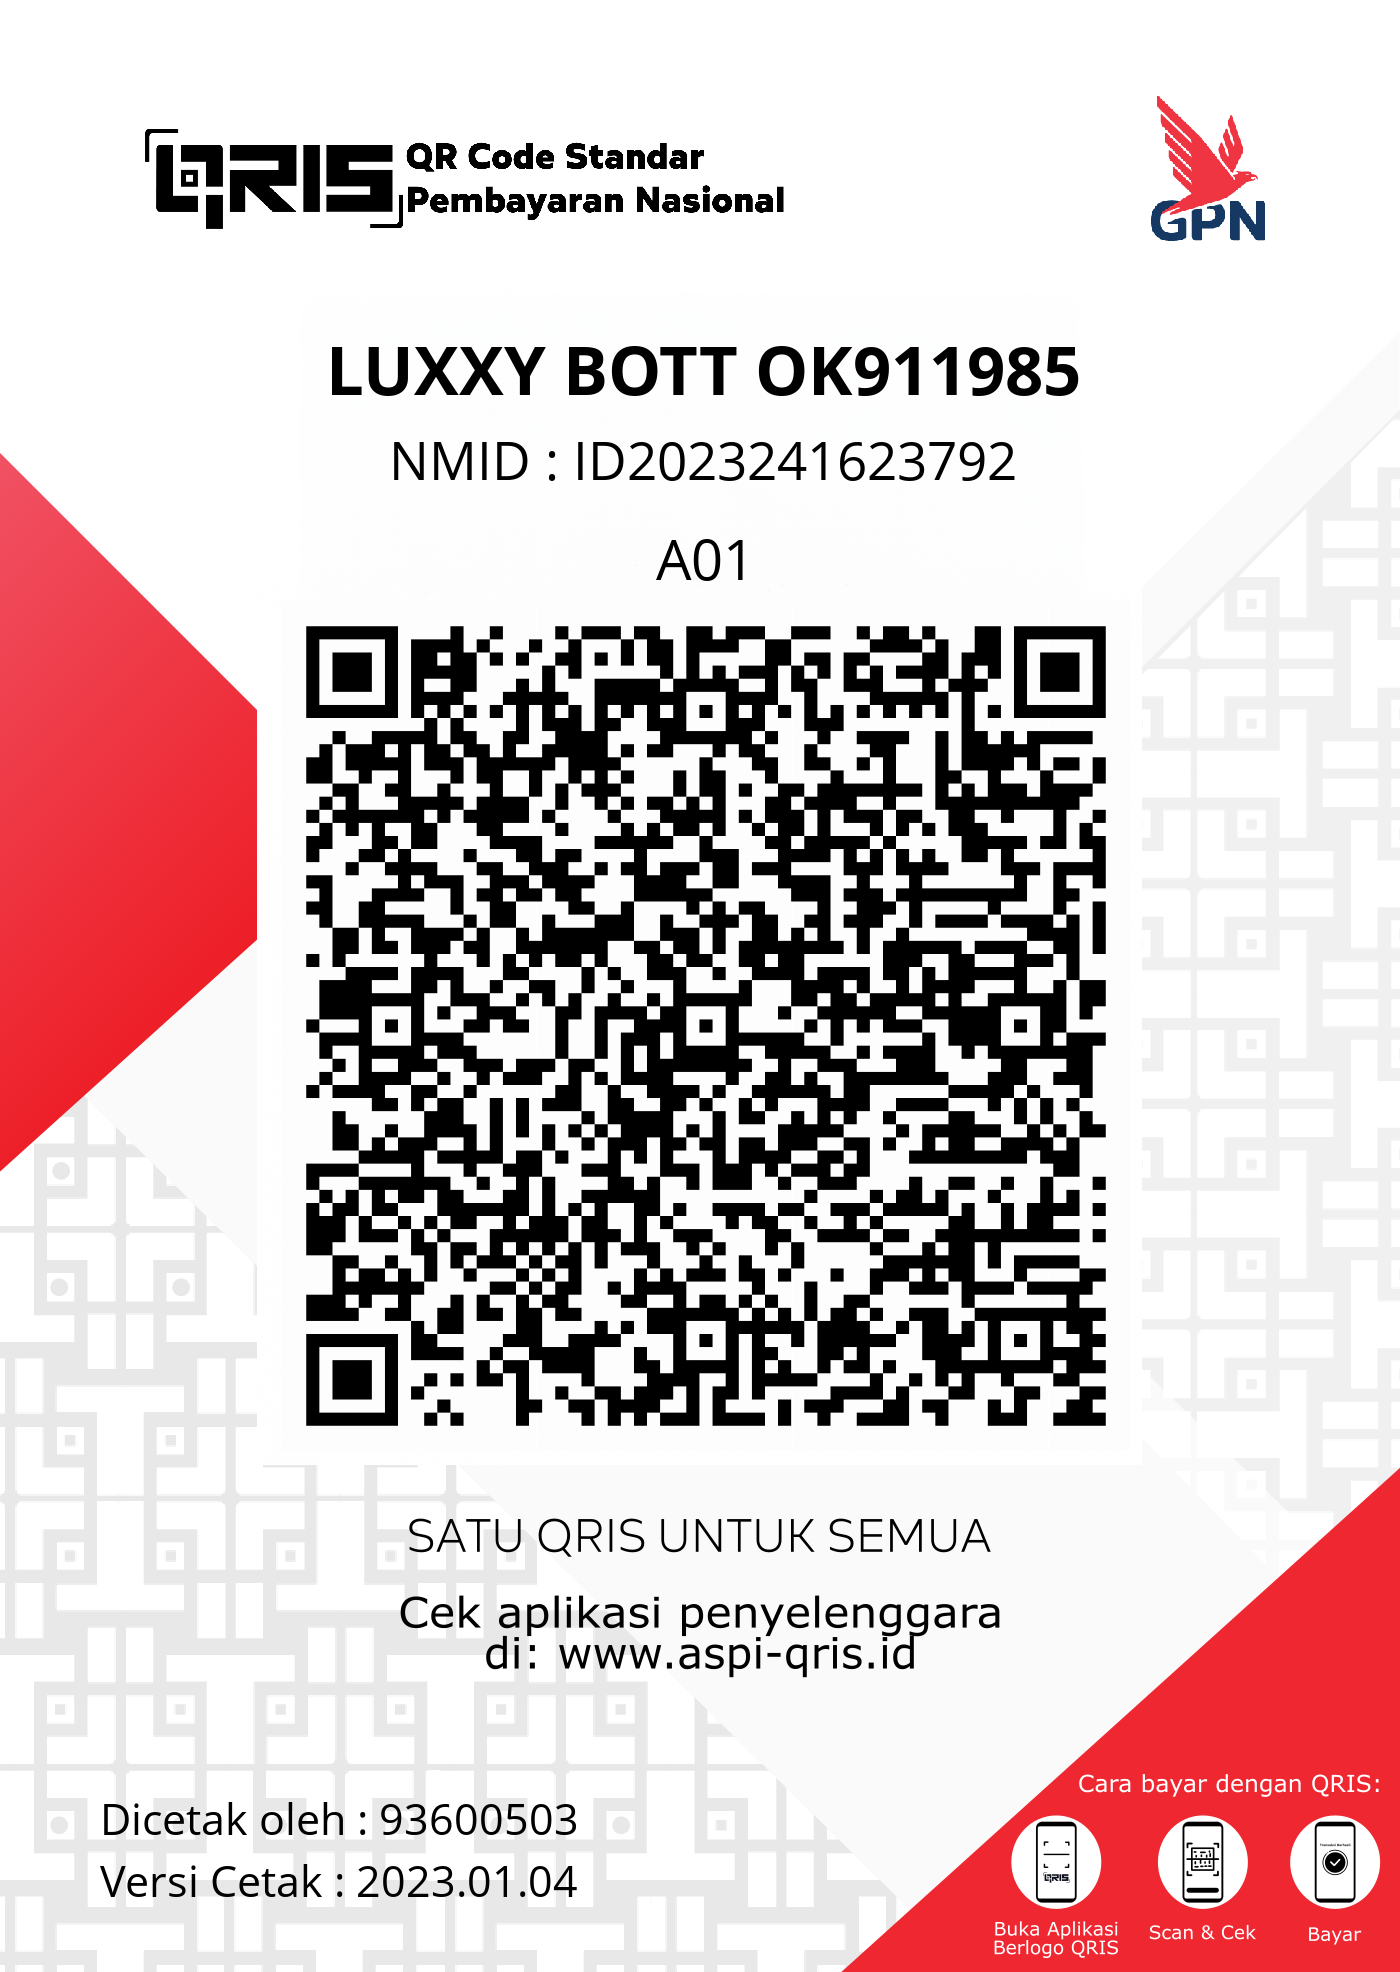 QRIS QR Code Standar
Pembayaran Nasional
GPN
LUXXY BOTT OK911985
NMID : ID2023241623792
A01
SATU QRIS UNTUK SEMUA
Cek aplikasi penyelenggara
di: www.aspi-qris.id
Dicetak oleh : 93600503
Versi Cetak : 2023.01.04
Cara bayar dengan QRIS:
QRIS
Buka Aplikasi
Berlogo QRIS
Scan & Cek
Bayar